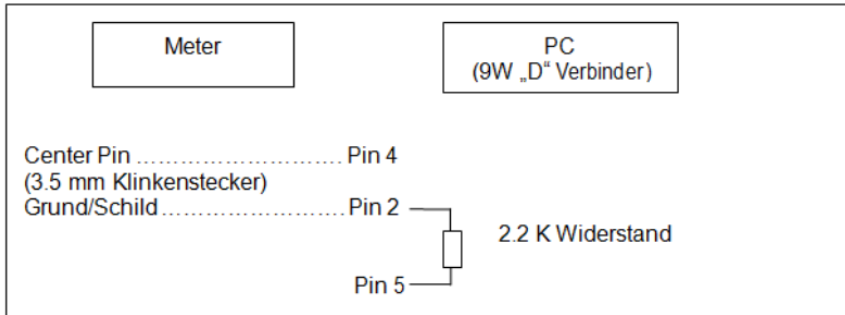 Meter
PC
(9W „D“ Verbinder)
Center Pin ............................ Pin 4
(3.5 mm Klinkenstecker)
Grund/Schild......................... Pin 2
2.2 K Widerstand
Pin 5